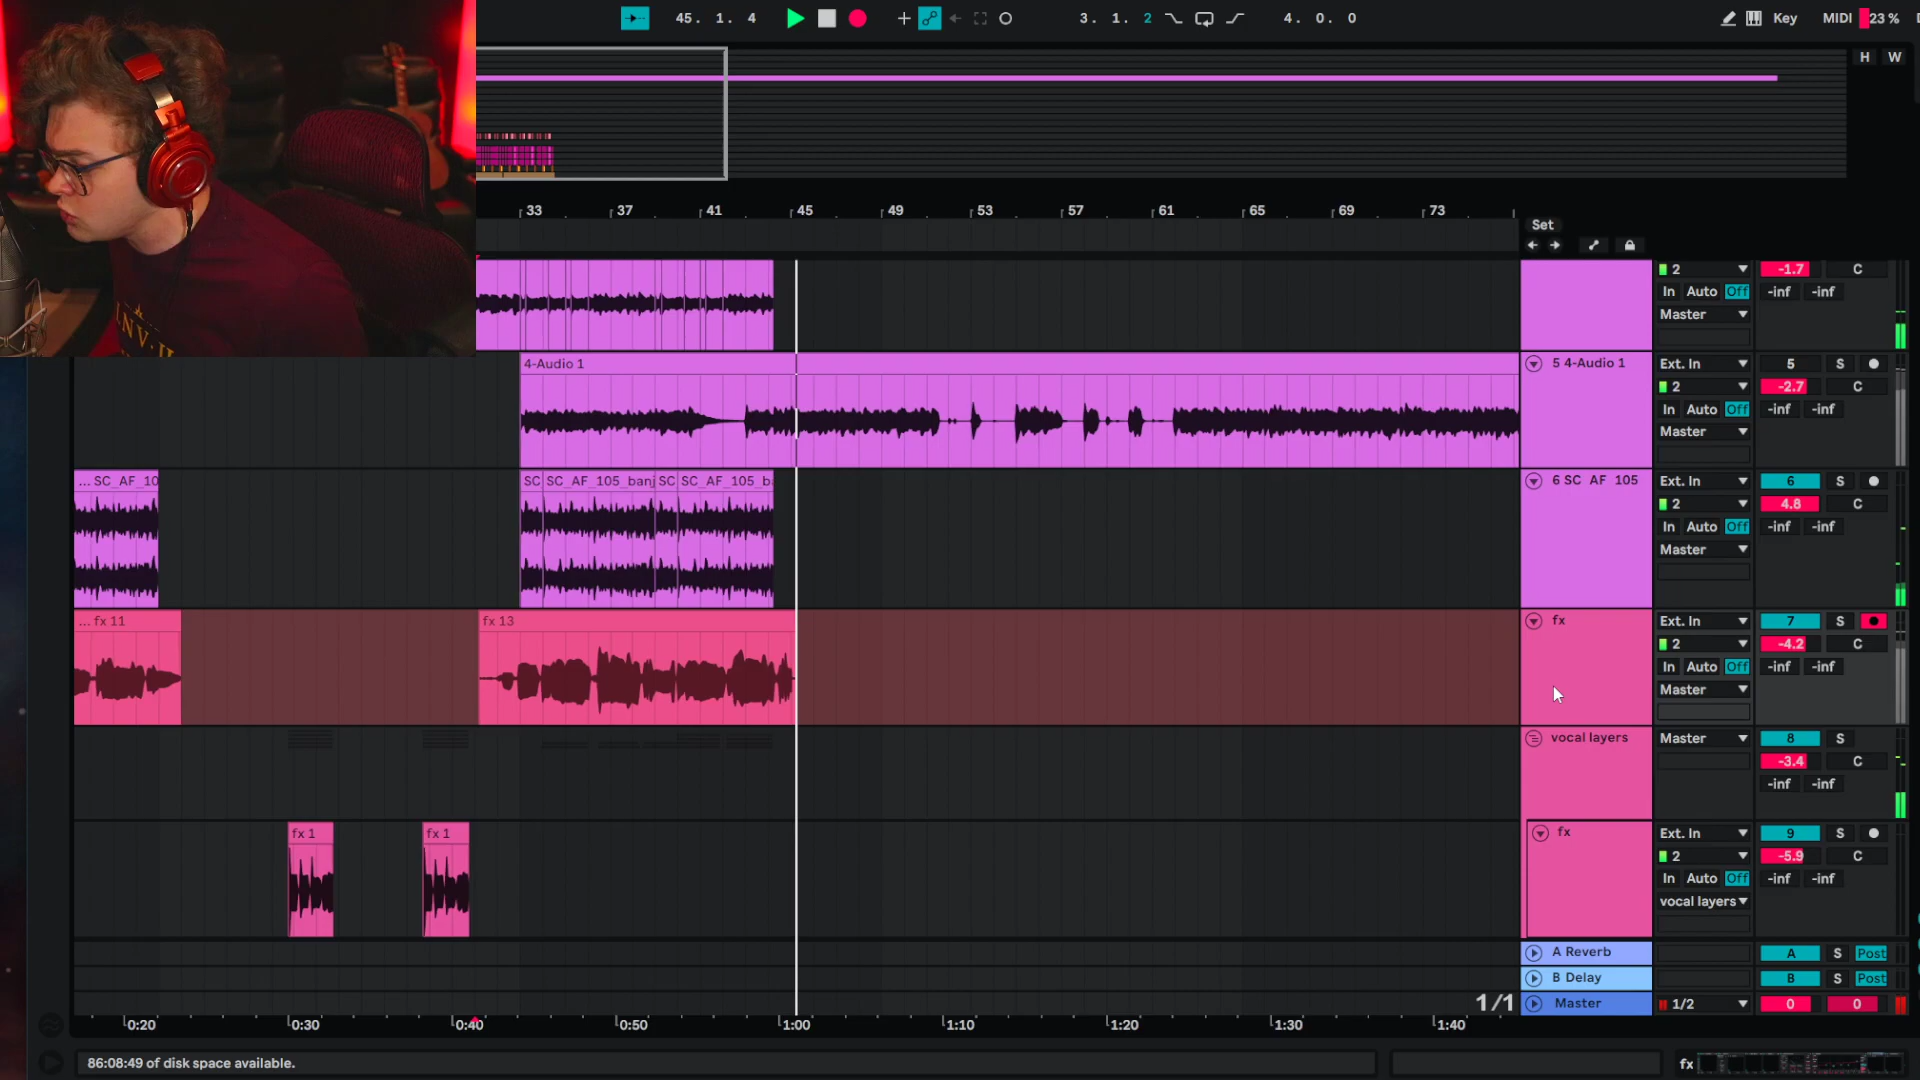 45. 1. 4
3. 1. 2
4. 0. 0
Key
MIDI
23 %
H W
33 37 41 45 49 53 57 61 65 69 73
Set
2 -1.7 C
In Auto Off -inf -inf
Master
4-Audio 1
5 4-Audio 1
Ext. In 5 S
2 -2.7 C
In Auto Off -inf -inf
Master
... SC_AF_10
SC SC_AF_105_banj SC SC_AF_105_b
6 SC AF 105
Ext. In 6 S
2 4.8 C
In Auto Off -inf -inf
Master
... fx 11
fx 13
fx
Ext. In 7 S
2 -4.2 C
In Auto Off -inf -inf
Master
vocal layers
Master 8 S
-3.4 C
-inf -inf
fx 1
fx 1
fx
Ext. In 9 S
2 -5.9 C
In Auto Off -inf -inf
vocal layers
A Reverb A S Post
B Delay B S Post
1/1
Master 1/2 0 0
0:20 0:30 0:40 0:50 1:00 1:10 1:20 1:30 1:40
86:08:49 of disk space available.
fx